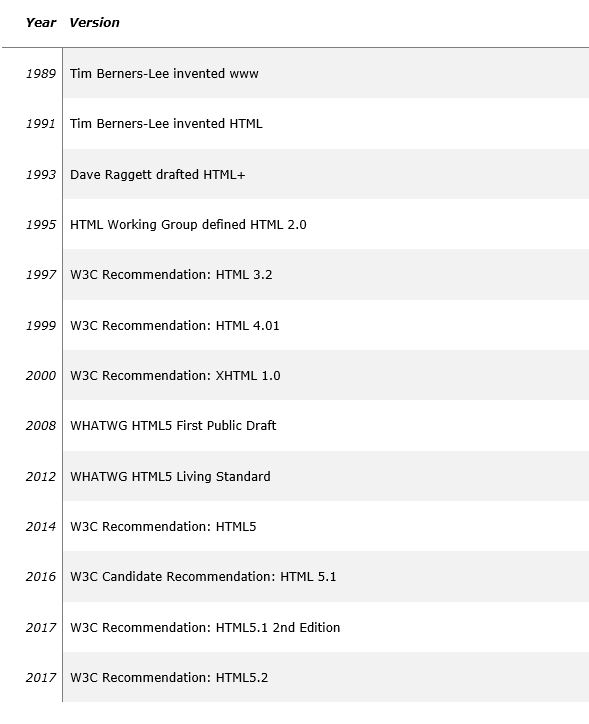 Year Version
1989 Tim Berners-Lee invented www
1991 Tim Berners-Lee invented HTML
1993 Dave Raggett drafted HTML+
1995 HTML Working Group defined HTML 2.0
1997 W3C Recommendation: HTML 3.2
1999 W3C Recommendation: HTML 4.01
2000 W3C Recommendation: XHTML 1.0
2008 WHATWG HTML5 First Public Draft
2012 WHATWG HTML5 Living Standard
2014 W3C Recommendation: HTML5
2016 W3C Candidate Recommendation: HTML 5.1
2017 W3C Recommendation: HTML5.1 2nd Edition
2017 W3C Recommendation: HTML5.2